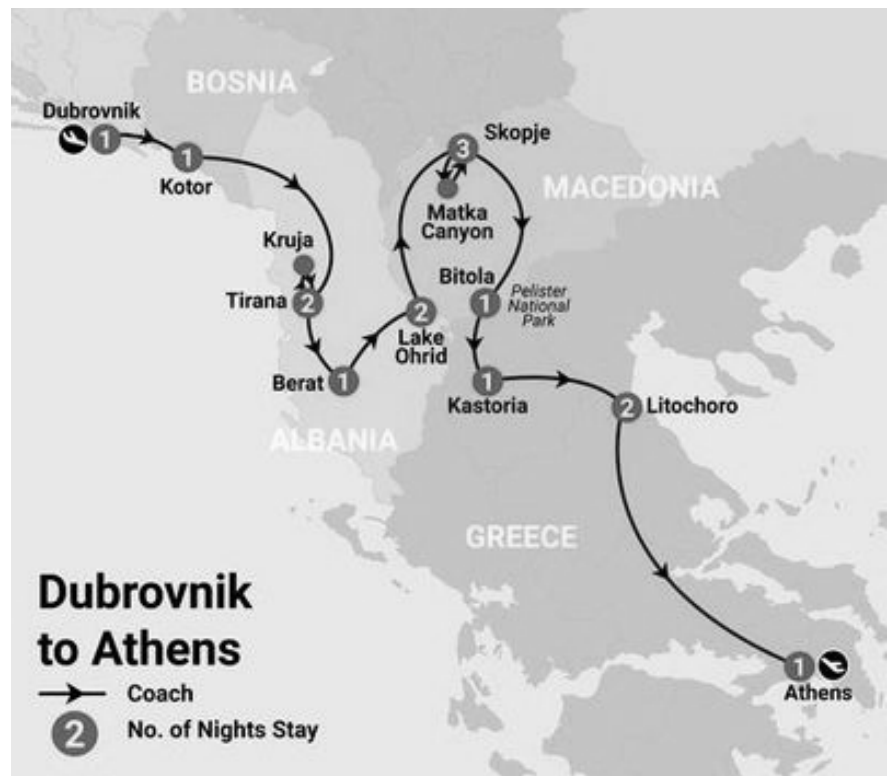 BOSNIA
Dubrovnik
1
1
Kotor
3
Skopje
MACEDONIA
Matka
Canyon
Kruja
Tirana
2
Bitola
1
Pelister
National
Park
2
Lake
Ohrid
Berat
1
1
Kastoria
2
Litochoro
ALBANIA
GREECE
Dubrovnik
to Athens
Coach
2
No. of Nights Stay
1
Athens